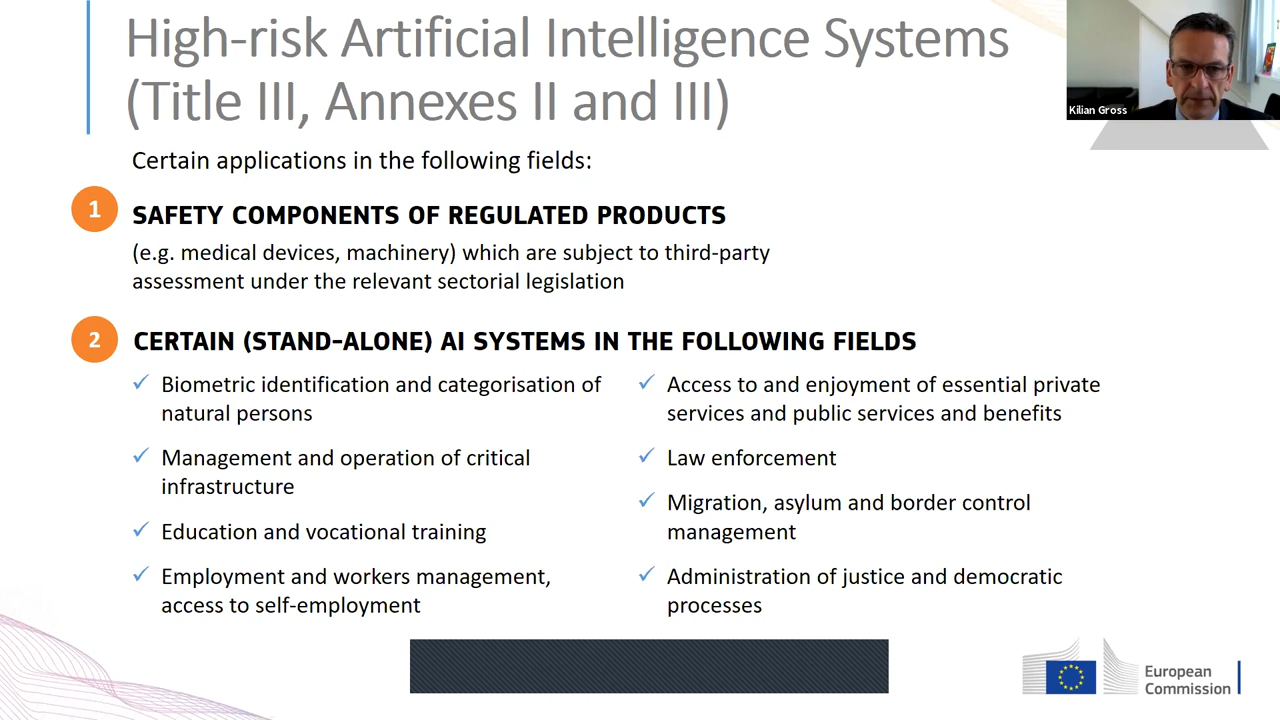 High-risk Artificial Intelligence Systems
(Title III, Annexes II and III)
Kilian Gross
Certain applications in the following fields:
1
SAFETY COMPONENTS OF REGULATED PRODUCTS
(e.g. medical devices, machinery) which are subject to third-party
assessment under the relevant sectorial legislation
2
CERTAIN (STAND-ALONE) AI SYSTEMS IN THE FOLLOWING FIELDS
Biometric identification and categorisation of
natural persons
Management and operation of critical
infrastructure
Education and vocational training
Employment and workers management,
access to self-employment
Access to and enjoyment of essential private
services and public services and benefits
Law enforcement
Migration, asylum and border control
management
Administration of justice and democratic
processes
European
Commission